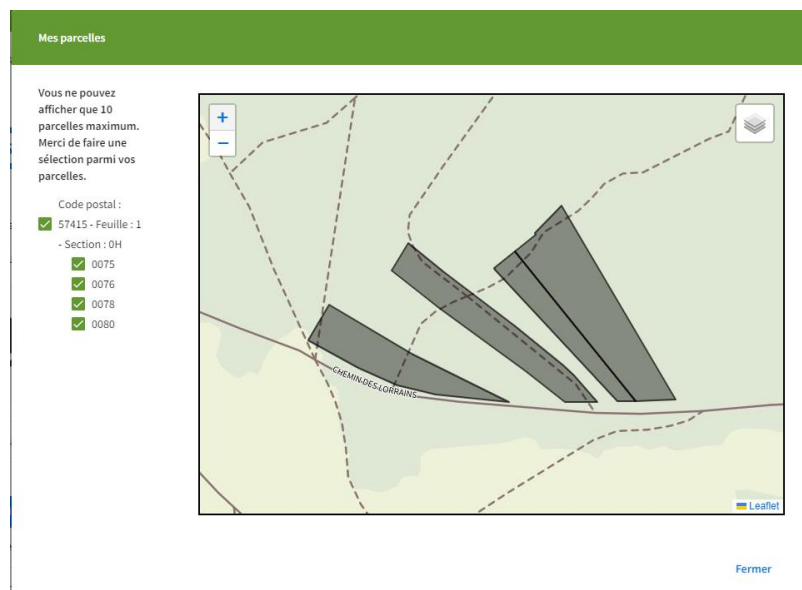 Mes parcelles
Vous ne pouvez
afficher que 10
parcelles maximum.
Merci de faire une
sélection parmi vos
parcelles.
Code postal :
57415 - Feuille : 1
- Section : 0H
0075
0076
0078
0080
+
−
CHEMIN DES LORRAINS
Leaflet
Fermer